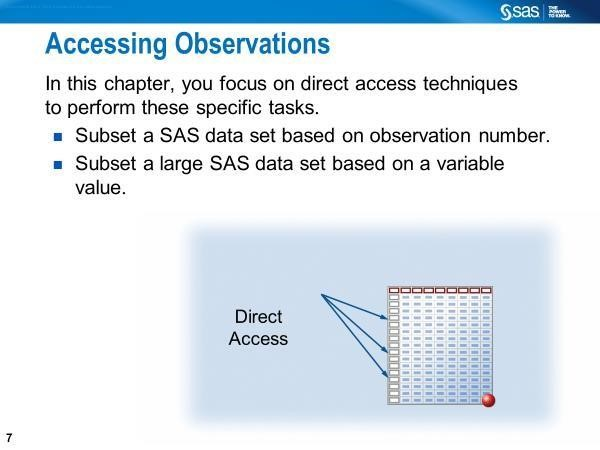 sas
THE
POWER
TO KNOW.
Accessing Observations
In this chapter, you focus on direct access techniques
to perform these specific tasks.
Subset a SAS data set based on observation number.
Subset a large SAS data set based on a variable
value.
Direct
Access
7